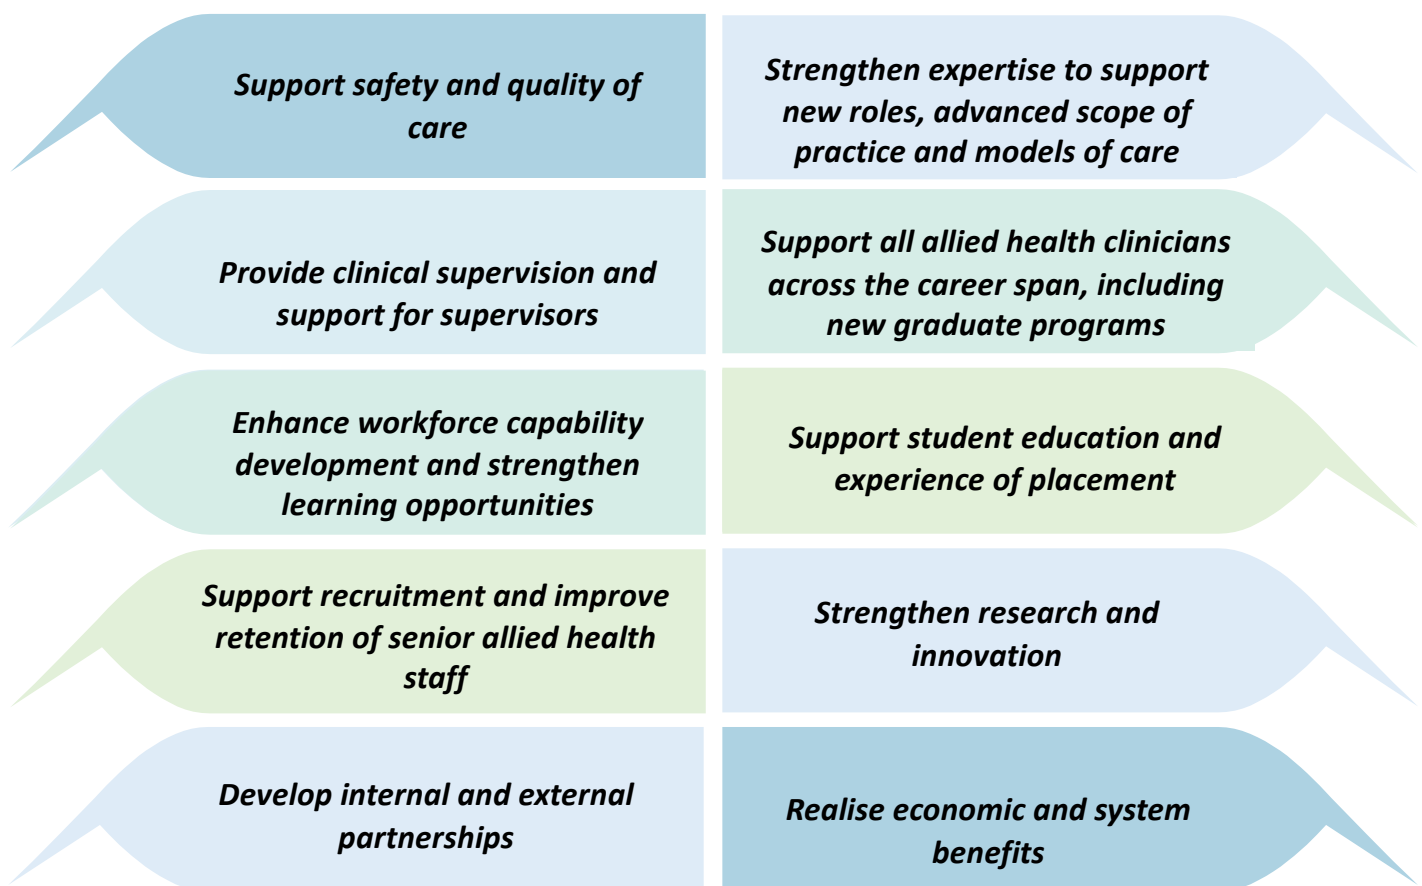 Support safety and quality of
care
Strengthen expertise to support
new roles, advanced scope of
practice and models of care
Provide clinical supervision and
support for supervisors
Support all allied health clinicians
across the career span, including
new graduate programs
Enhance workforce capability
development and strengthen
learning opportunities
Support student education and
experience of placement
Support recruitment and improve
retention of senior allied health
staff
Strengthen research and
innovation
Develop internal and external
partnerships
Realise economic and system
benefits